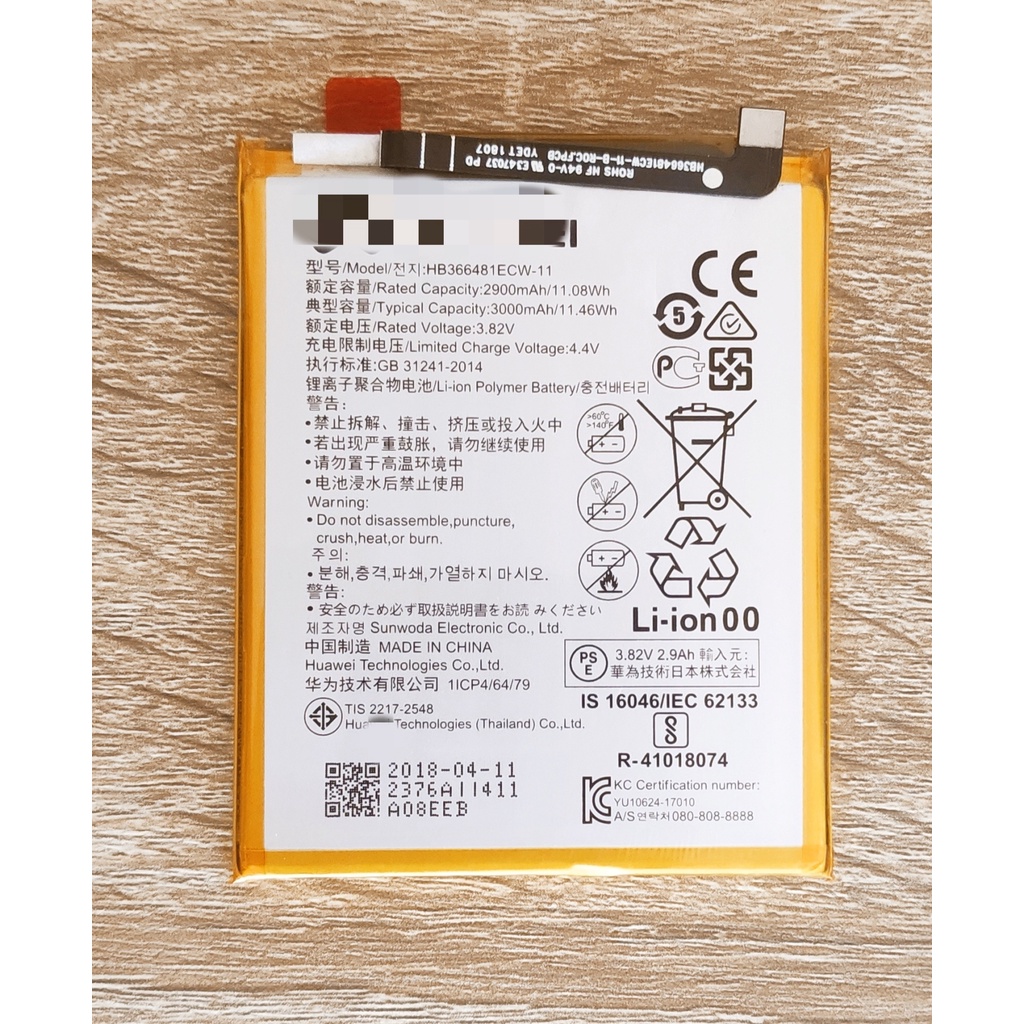 HB366481ECW-11-B-ROC.FPCB
ROHS HF 94V-0 E347037 PD
YDET 1807
型号/Model/전지:HB366481ECW-11
额定容量/Rated Capacity:2900mAh/11.08Wh
典型容量/Typical Capacity:3000mAh/11.46Wh
额定电压/Rated Voltage:3.82V
充电限制电压/Limited Charge Voltage:4.4V
执行标准:GB 31241-2014
锂离子聚合物电池/Li-ion Polymer Battery/충전배터리
警告:
•禁止拆解、撞击、挤压或投入火中
•若出现严重鼓胀，请勿继续使用
•请勿置于高温环境中
•电池浸水后禁止使用
Warning:
•Do not disassemble,puncture,
crush,heat,or burn.
주의:
•분해,충격,파쇄,가열하지 마시오.
警告:
•安全のため必ず取扱説明書をお読 みください
제조자명 Sunwoda Electronic Co., Ltd.
中国制造 MADE IN CHINA
Huawei Technologies Co.,Ltd.
华为技术有限公司 1ICP4/64/79
TIS 2217-2548
Technologies (Thailand) Co.,Ltd.
2018-04-11
2376AII411
A08EEB
CE
5
PC
>60°C
>140°F
Li-ion 00
PS
E
3.82V 2.9Ah 輸入元:
華為技術日本株式会社
IS 16046/IEC 62133
R-41018074
KC Certification number:
YU10624-17010
A/S연락처080-808-8888